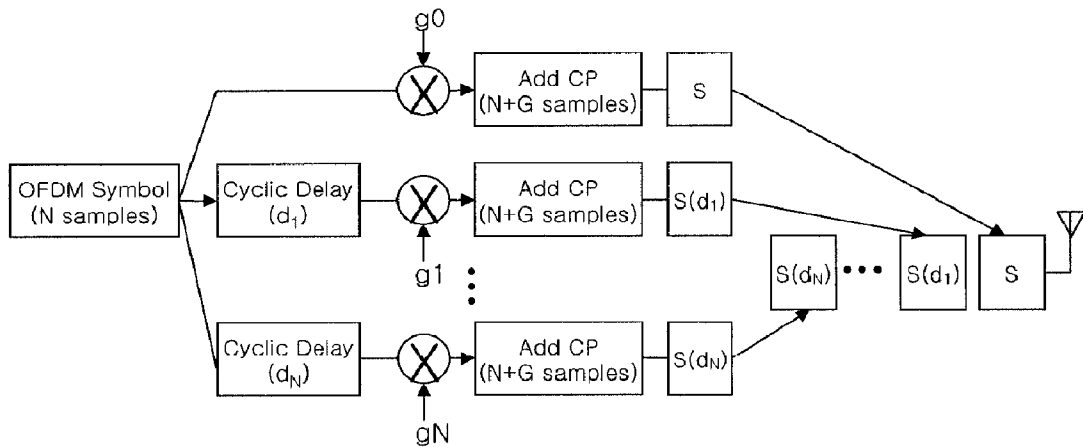 g0
Add CP
(N+G samples)
S
OFDM Symbol
(N samples)
Cyclic Delay
(d₁)
g1
Add CP
(N+G samples)
S(d₁)
S(dN)
•••
S(d₁)
S
Cyclic Delay
(dN)
gN
Add CP
(N+G samples)
S(dN)